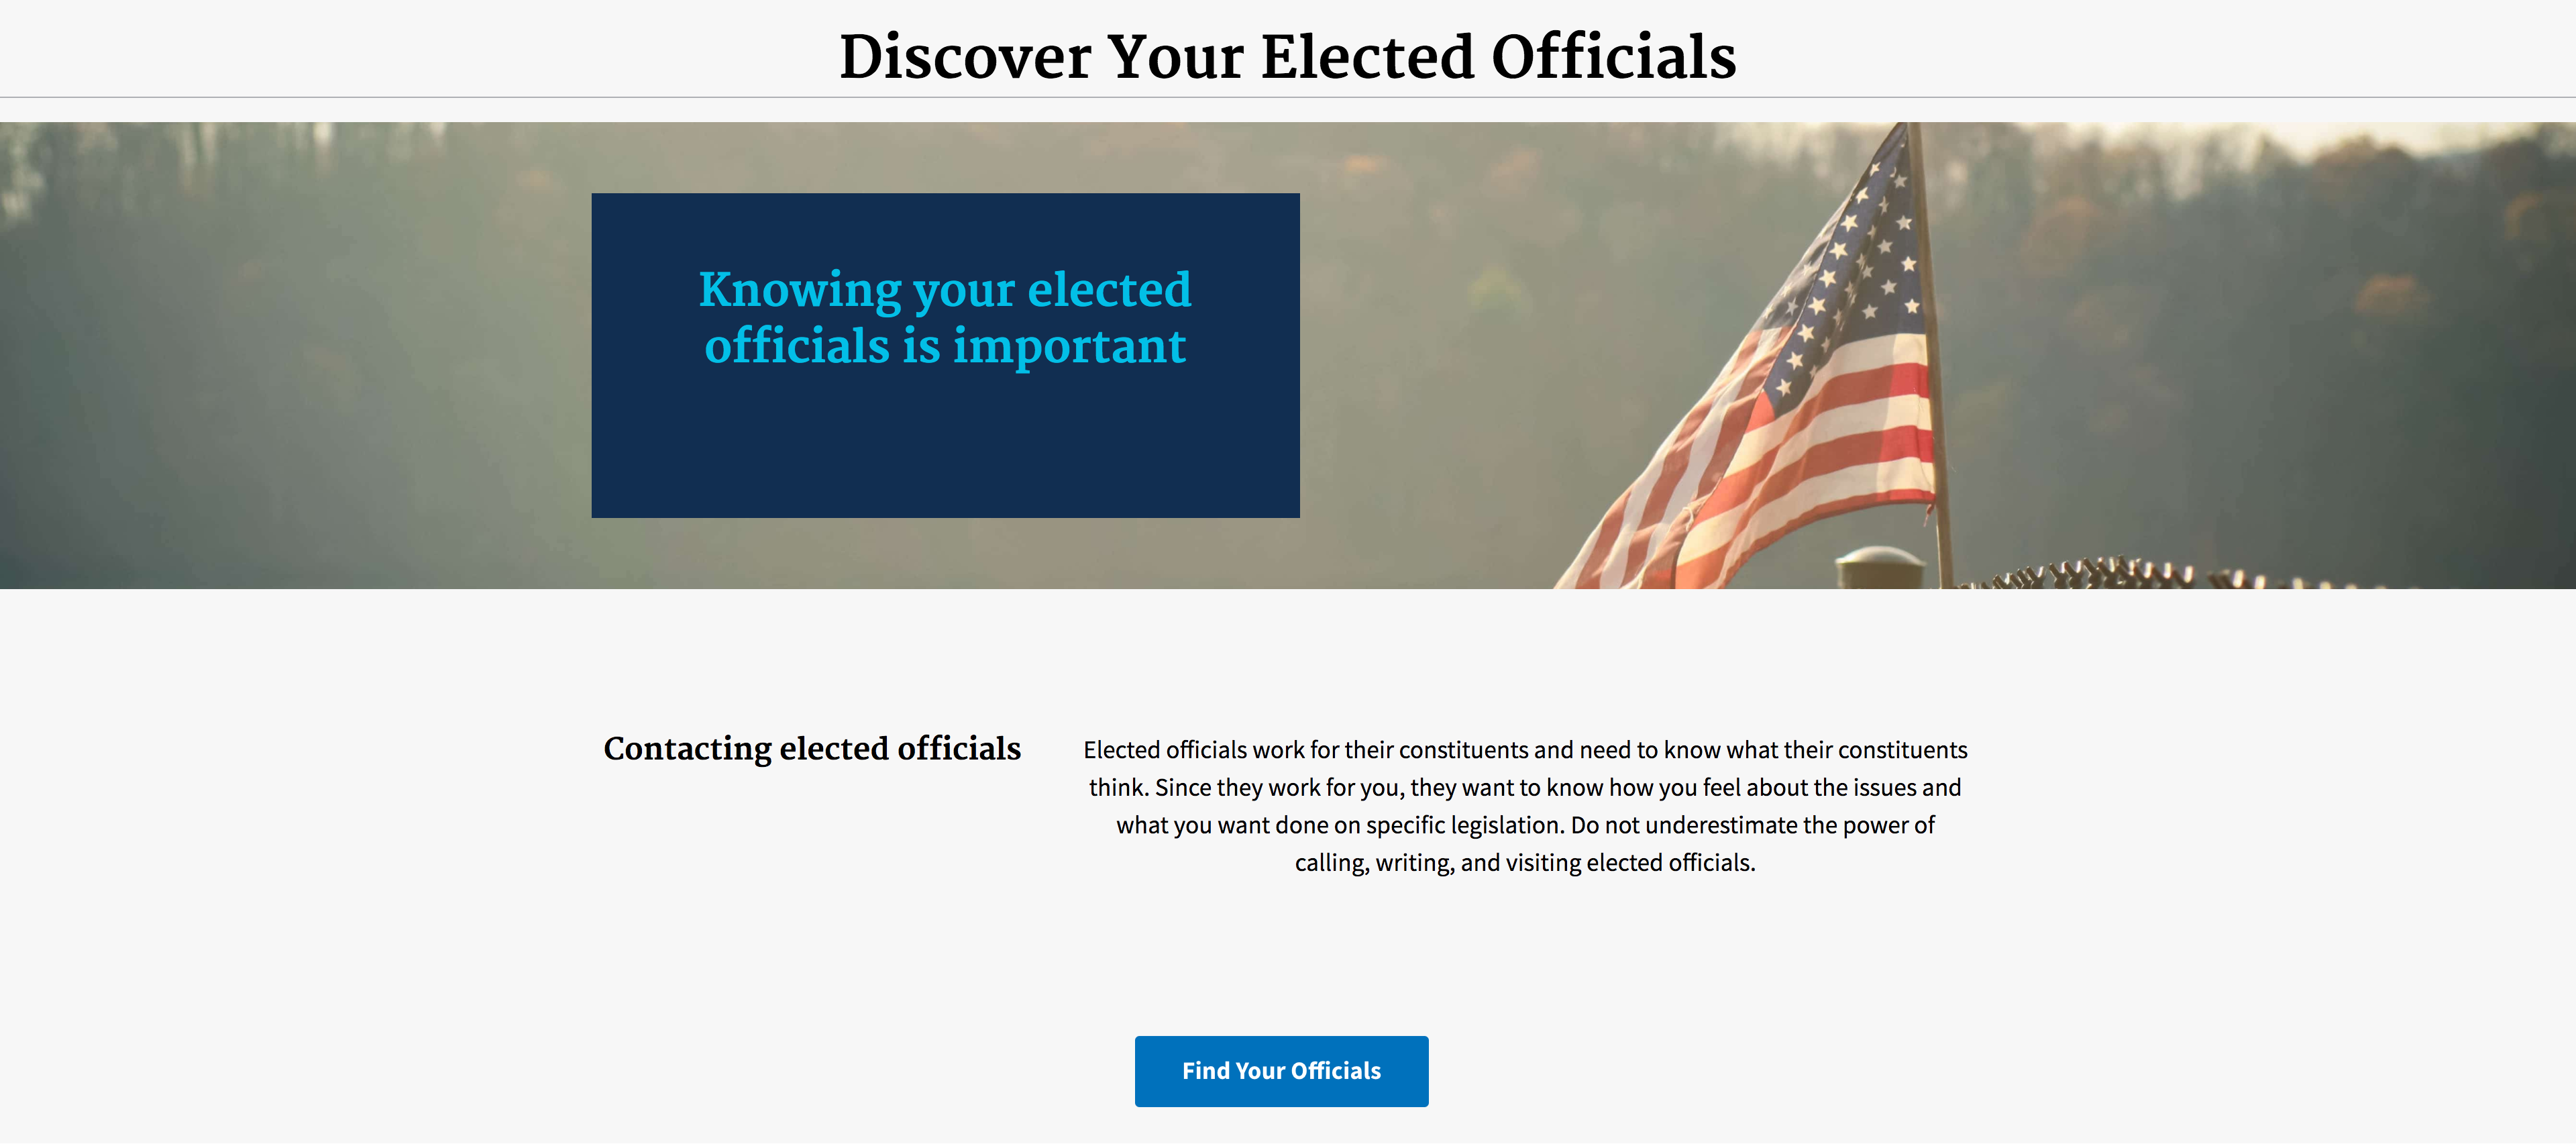 Discover Your Elected Officials
Knowing your elected
officials is important
Contacting elected officials
Elected officials work for their constituents and need to know what their constituents
think. Since they work for you, they want to know how you feel about the issues and
what you want done on specific legislation. Do not underestimate the power of
calling, writing, and visiting elected officials.
Find Your Officials